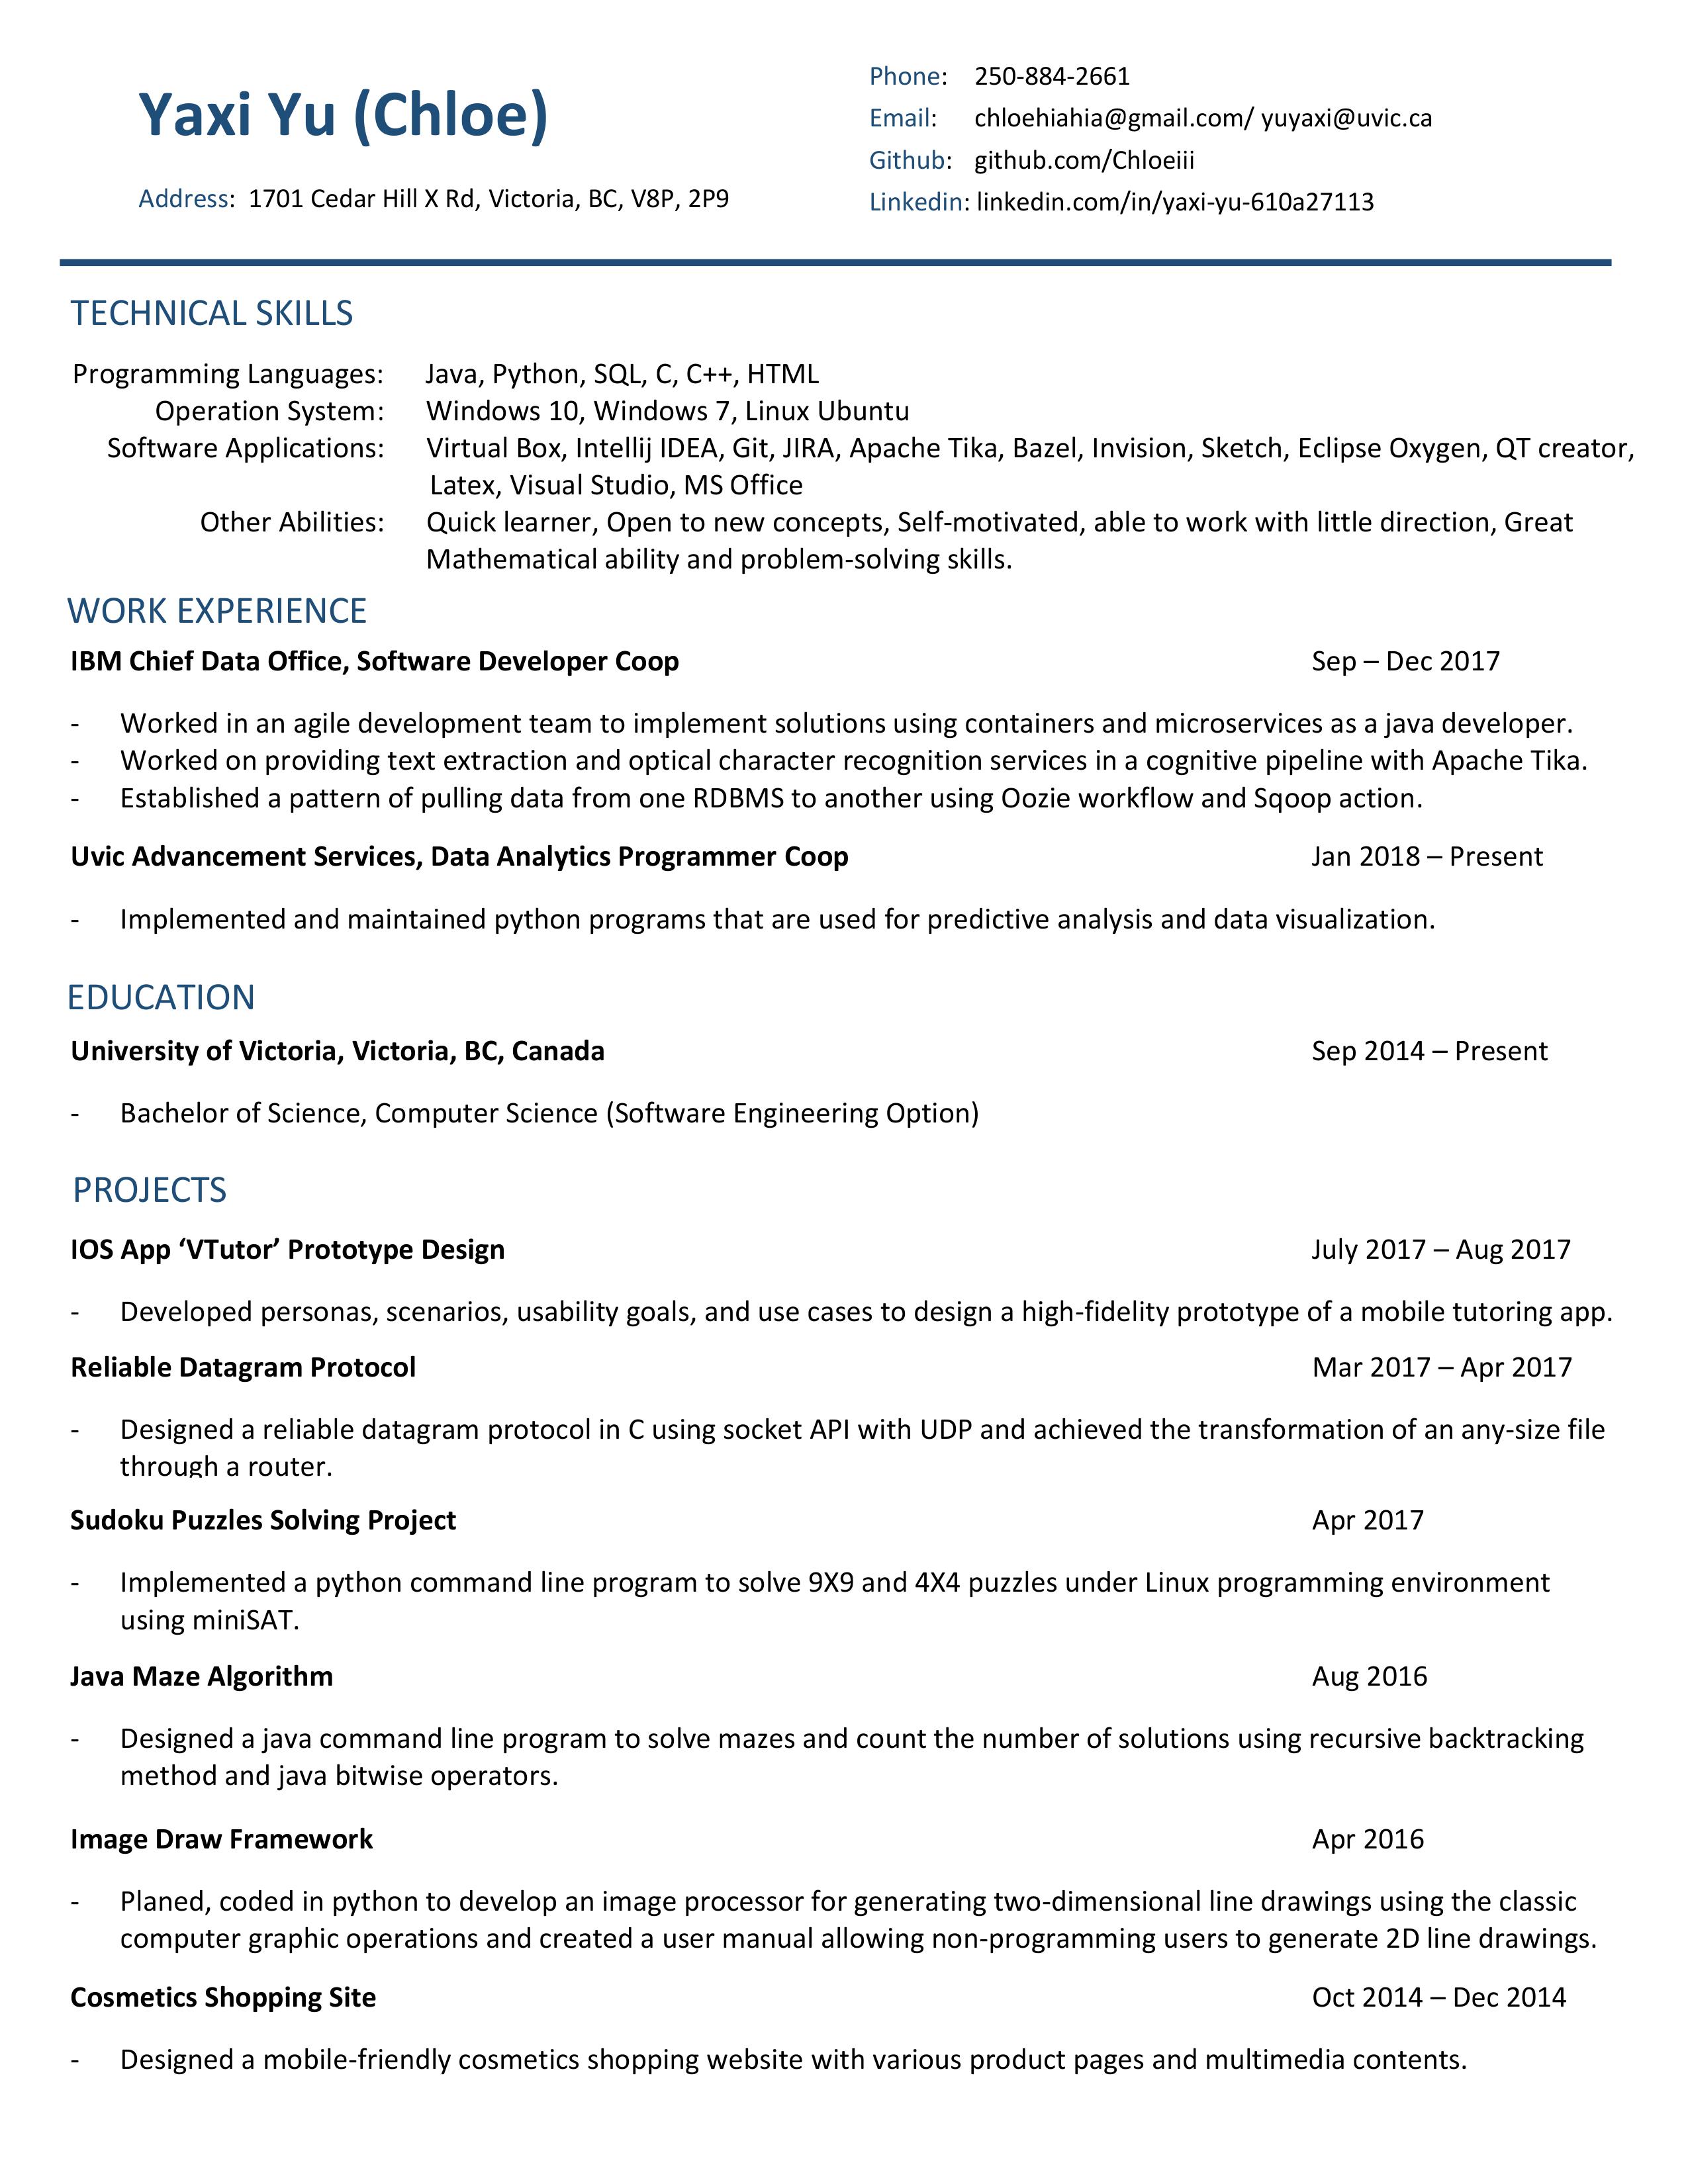 Yaxi Yu (Chloe)
Address: 1701 Cedar Hill X Rd, Victoria, BC, V8P, 2P9
Phone: 250-884-2661
Email: chloehiahia@gmail.com/ yuyaxi@uvic.ca
Github: github.com/Chloeiii
Linkedin: linkedin.com/in/yaxi-yu-610a27113
TECHNICAL SKILLS
Programming Languages: Java, Python, SQL, C, C++, HTML
Operation System: Windows 10, Windows 7, Linux Ubuntu
Software Applications: Virtual Box, Intellij IDEA, Git, JIRA, Apache Tika, Bazel, Invision, Sketch, Eclipse Oxygen, QT creator,
Latex, Visual Studio, MS Office
Other Abilities: Quick learner, Open to new concepts, Self-motivated, able to work with little direction, Great
Mathematical ability and problem-solving skills.
WORK EXPERIENCE
IBM Chief Data Office, Software Developer Coop Sep – Dec 2017
- Worked in an agile development team to implement solutions using containers and microservices as a java developer.
- Worked on providing text extraction and optical character recognition services in a cognitive pipeline with Apache Tika.
- Established a pattern of pulling data from one RDBMS to another using Oozie workflow and Sqoop action.
Uvic Advancement Services, Data Analytics Programmer Coop Jan 2018 – Present
- Implemented and maintained python programs that are used for predictive analysis and data visualization.
EDUCATION
University of Victoria, Victoria, BC, Canada Sep 2014 – Present
- Bachelor of Science, Computer Science (Software Engineering Option)
PROJECTS
IOS App ‘VTutor’ Prototype Design July 2017 – Aug 2017
- Developed personas, scenarios, usability goals, and use cases to design a high-fidelity prototype of a mobile tutoring app.
Reliable Datagram Protocol Mar 2017 – Apr 2017
- Designed a reliable datagram protocol in C using socket API with UDP and achieved the transformation of an any-size file
through a router.
Sudoku Puzzles Solving Project Apr 2017
- Implemented a python command line program to solve 9X9 and 4X4 puzzles under Linux programming environment
using miniSAT.
Java Maze Algorithm Aug 2016
- Designed a java command line program to solve mazes and count the number of solutions using recursive backtracking
method and java bitwise operators.
Image Draw Framework Apr 2016
- Planed, coded in python to develop an image processor for generating two-dimensional line drawings using the classic
computer graphic operations and created a user manual allowing non-programming users to generate 2D line drawings.
Cosmetics Shopping Site Oct 2014 – Dec 2014
- Designed a mobile-friendly cosmetics shopping website with various product pages and multimedia contents.